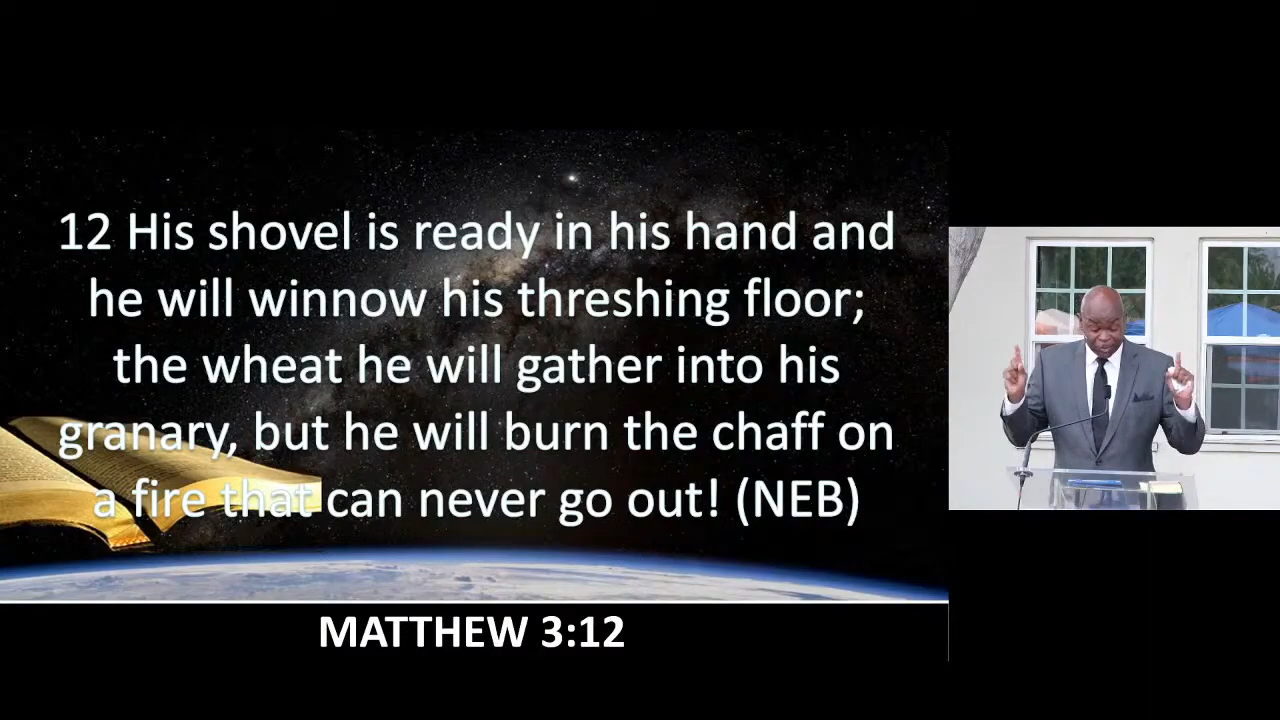 12 His shovel is ready in his hand and
he will winnow his threshing floor;
the wheat he will gather into his
granary, but he will burn the chaff on
a fire that can never go out! (NEB)
MATTHEW 3:12